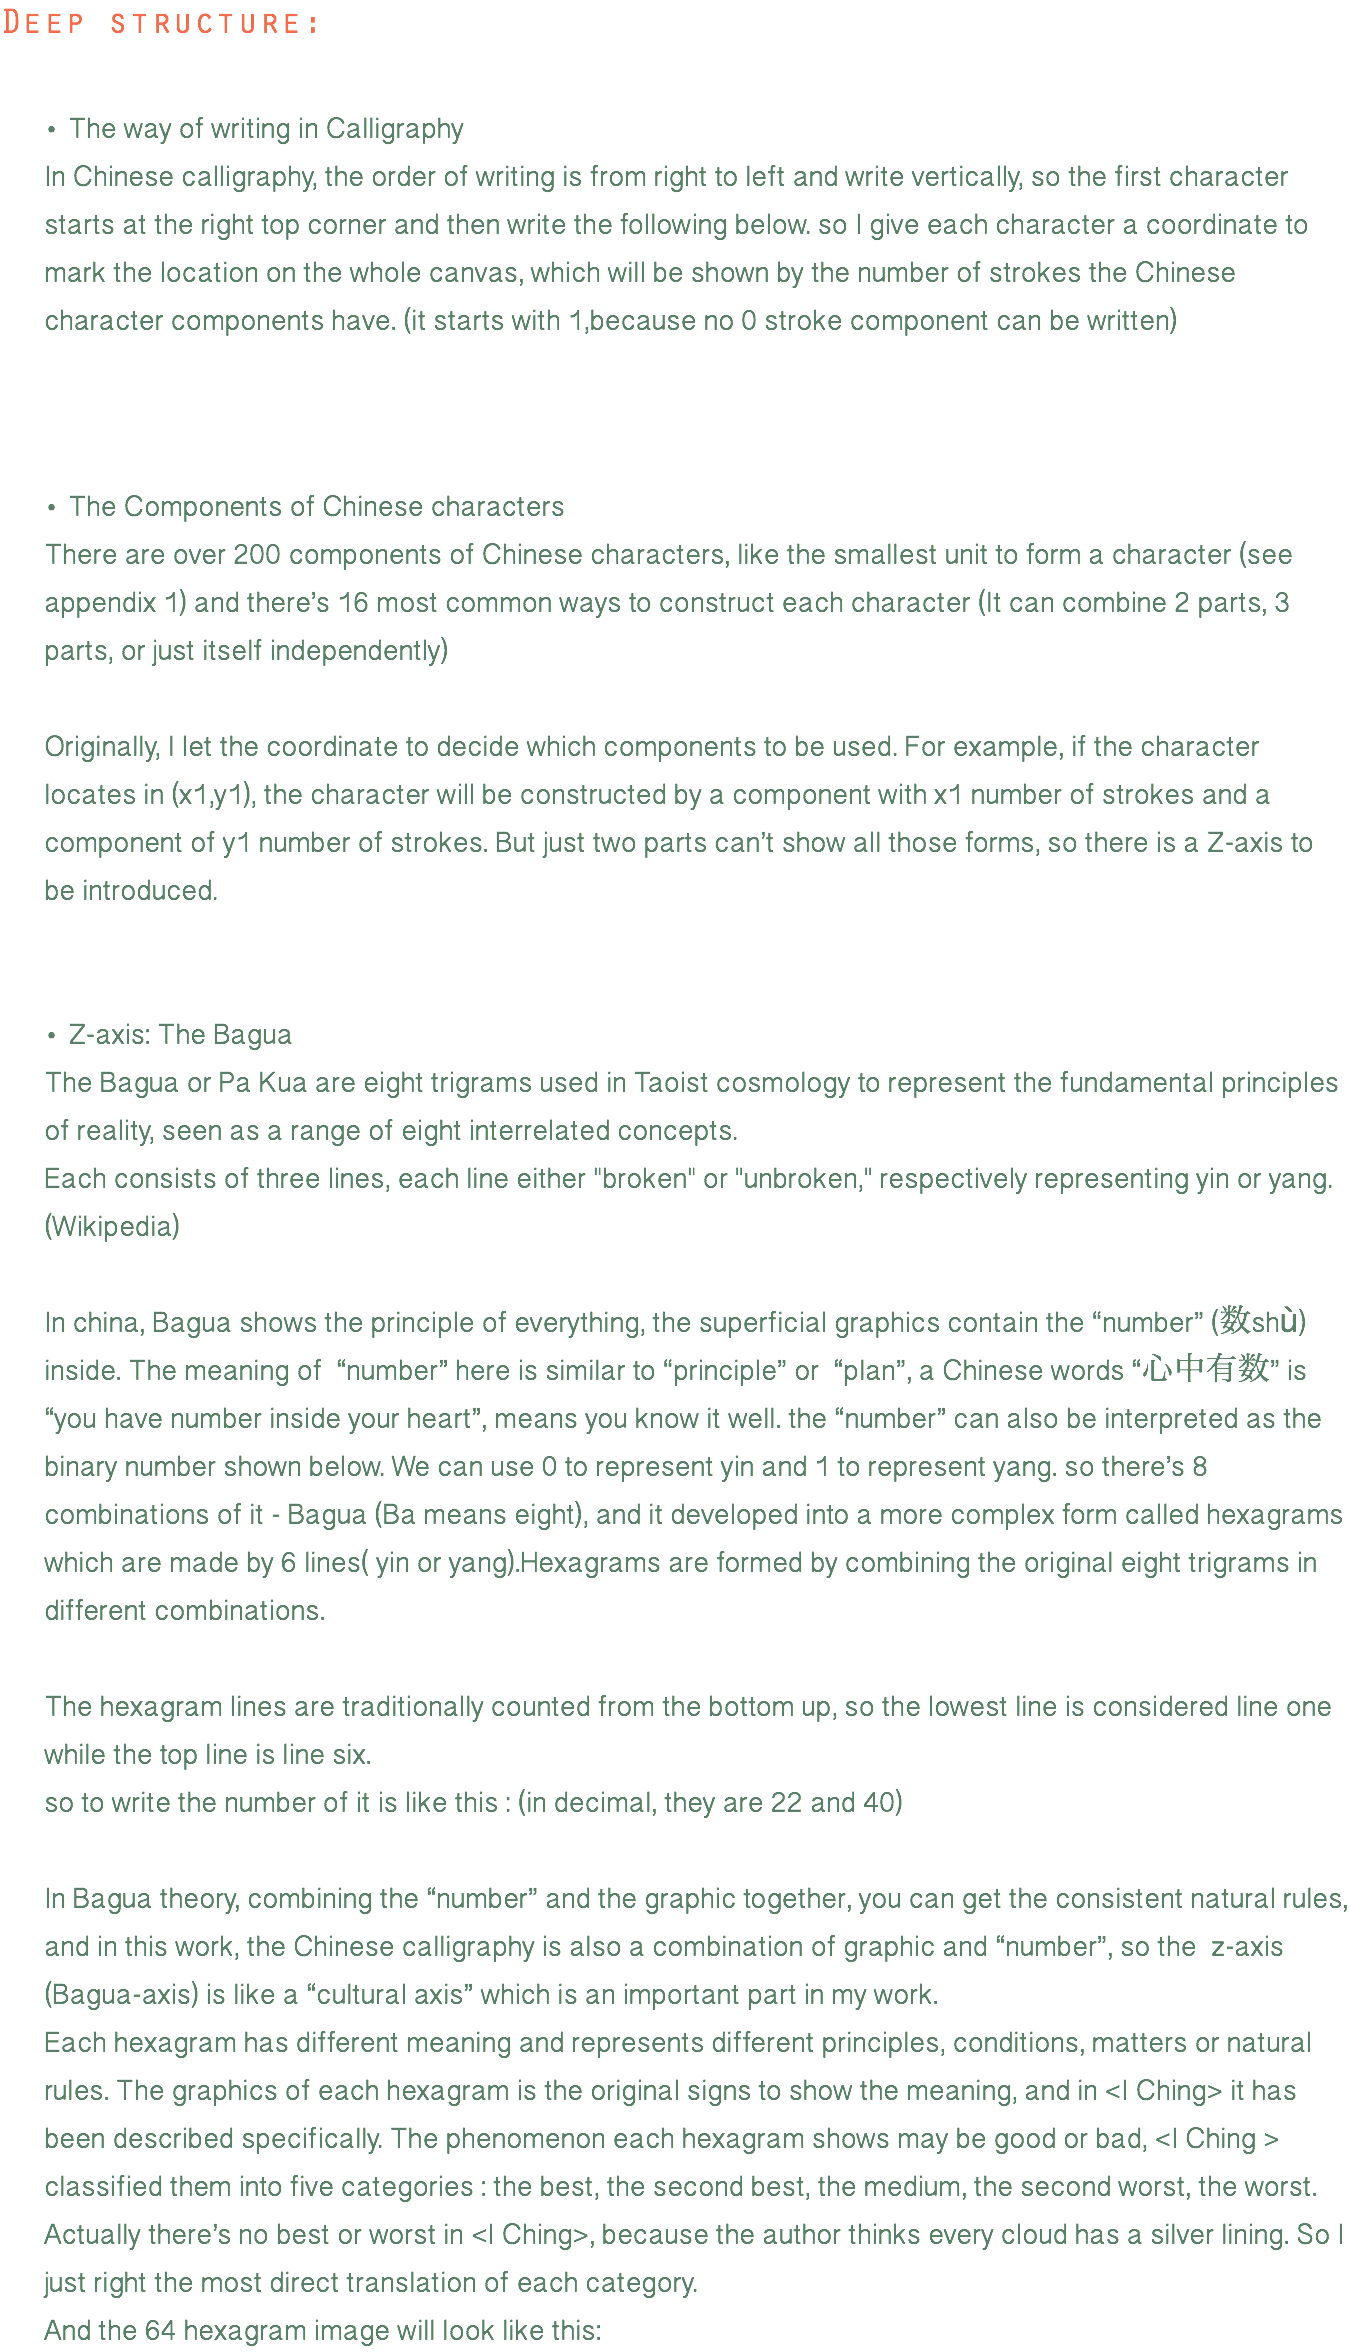 DEEP STRUCTURE:
• The way of writing in Calligraphy
In Chinese calligraphy, the order of writing is from right to left and write vertically, so the first character
starts at the right top corner and then write the following below. so I give each character a coordinate to
mark the location on the whole canvas, which will be shown by the number of strokes the Chinese
character components have. (it starts with 1,because no 0 stroke component can be written)
• The Components of Chinese characters
There are over 200 components of Chinese characters, like the smallest unit to form a character (see
appendix 1) and there’s 16 most common ways to construct each character (It can combine 2 parts, 3
parts, or just itself independently)
Originally, I let the coordinate to decide which components to be used. For example, if the character
locates in (x1,y1), the character will be constructed by a component with x1 number of strokes and a
component of y1 number of strokes. But just two parts can’t show all those forms, so there is a Z-axis to
be introduced.
• Z-axis: The Bagua
The Bagua or Pa Kua are eight trigrams used in Taoist cosmology to represent the fundamental principles
of reality, seen as a range of eight interrelated concepts.
Each consists of three lines, each line either "broken" or "unbroken," respectively representing yin or yang.
(Wikipedia)
In china, Bagua shows the principle of everything, the superficial graphics contain the “number” (数shù)
inside. The meaning of “number” here is similar to “principle” or “plan”, a Chinese words “心中有数” is
“you have number inside your heart”, means you know it well. the “number” can also be interpreted as the
binary number shown below. We can use 0 to represent yin and 1 to represent yang. so there’s 8
combinations of it - Bagua (Ba means eight), and it developed into a more complex form called hexagrams
which are made by 6 lines( yin or yang).Hexagrams are formed by combining the original eight trigrams in
different combinations.
The hexagram lines are traditionally counted from the bottom up, so the lowest line is considered line one
while the top line is line six.
so to write the number of it is like this : (in decimal, they are 22 and 40)
In Bagua theory, combining the “number” and the graphic together, you can get the consistent natural rules,
and in this work, the Chinese calligraphy is also a combination of graphic and “number”, so the z-axis
(Bagua-axis) is like a “cultural axis” which is an important part in my work.
Each hexagram has different meaning and represents different principles, conditions, matters or natural
rules. The graphics of each hexagram is the original signs to show the meaning, and in <I Ching> it has
been described specifically. The phenomenon each hexagram shows may be good or bad, <I Ching >
classified them into five categories : the best, the second best, the medium, the second worst, the worst.
Actually there’s no best or worst in <I Ching>, because the author thinks every cloud has a silver lining. So I
just right the most direct translation of each category.
And the 64 hexagram image will look like this: